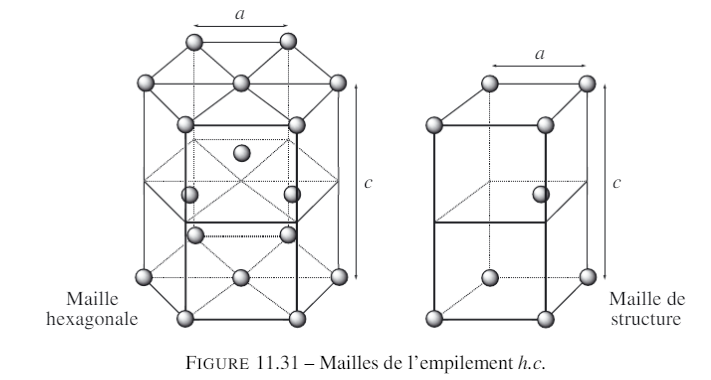 a
a
c
c
Maille
hexagonale
Maille de
structure
FIGURE 11.31 – Mailles de l'empilement h.c.